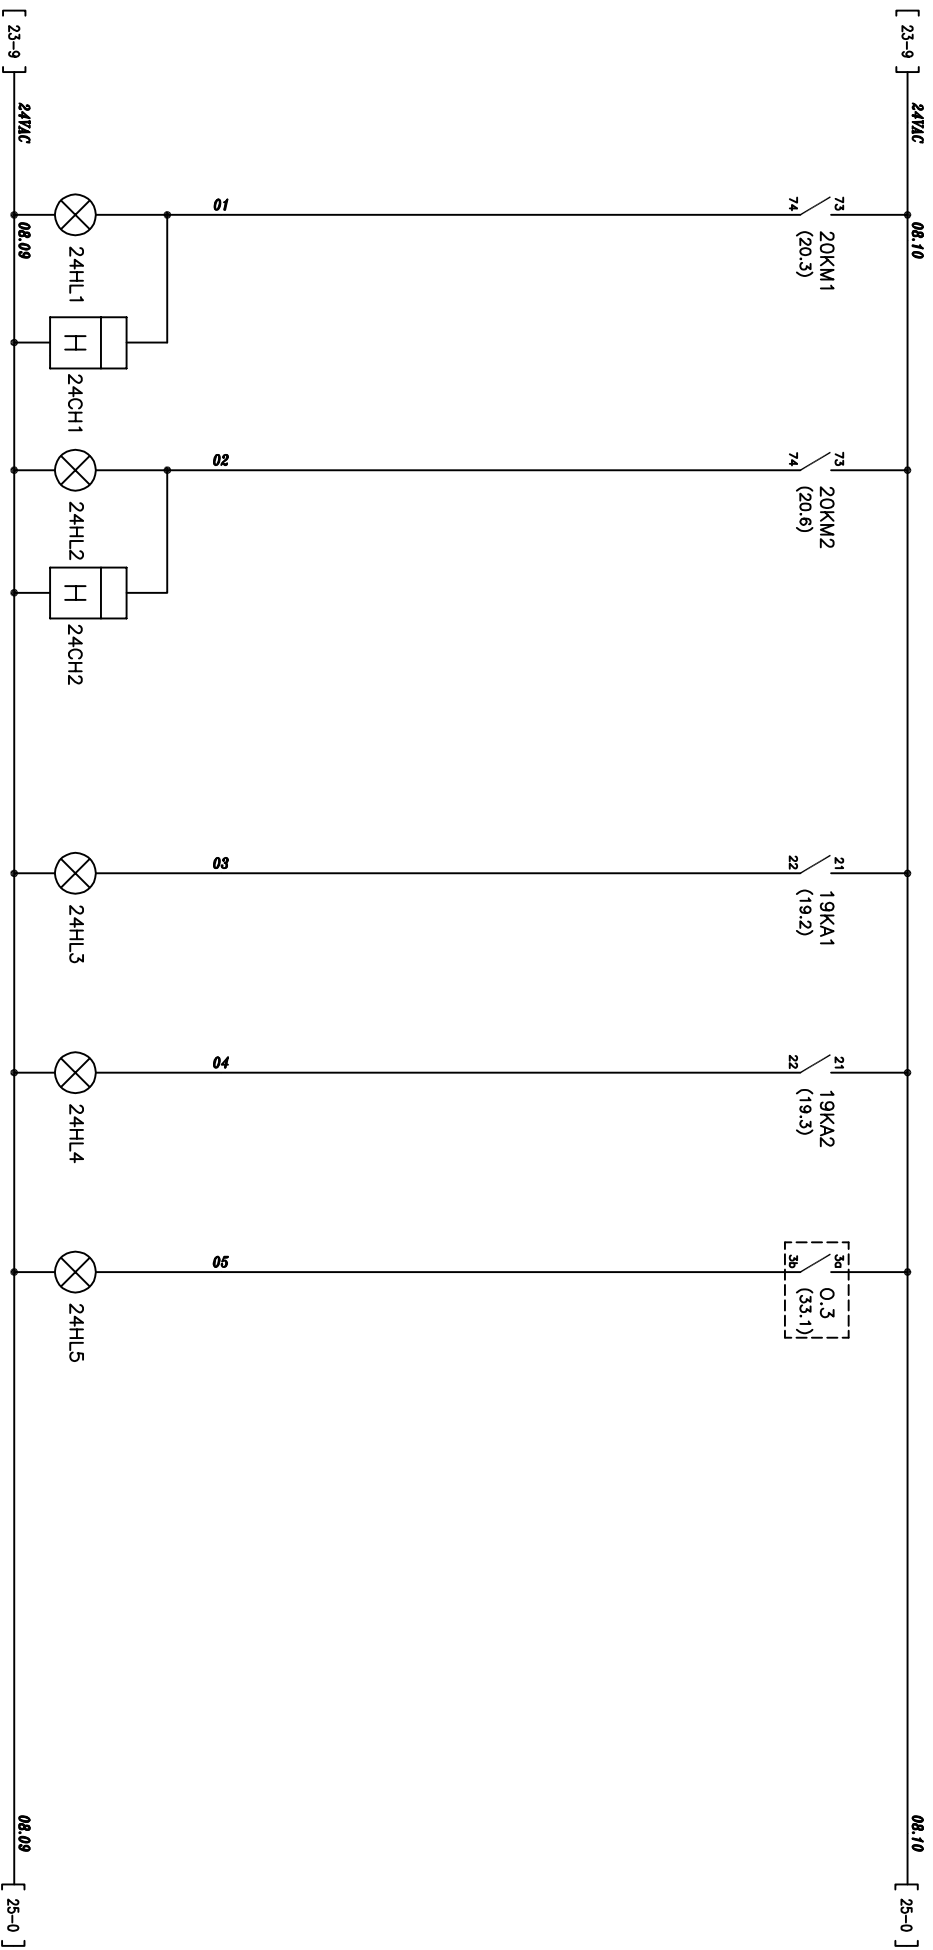 [ 23-9 ]
24VAC
08.10
08.10
[ 25-0 ]
73
74
20KM1
(20.3)
73
74
20KM2
(20.6)
21
22
19KA1
(19.2)
21
22
19KA2
(19.3)
3a
3b
0.3
(33.1)
01
02
03
04
05
24HL1
H
24CH1
24HL2
H
24CH2
24HL3
24HL4
24HL5
[ 23-9 ]
24VAC
08.09
08.09
[ 25-0 ]